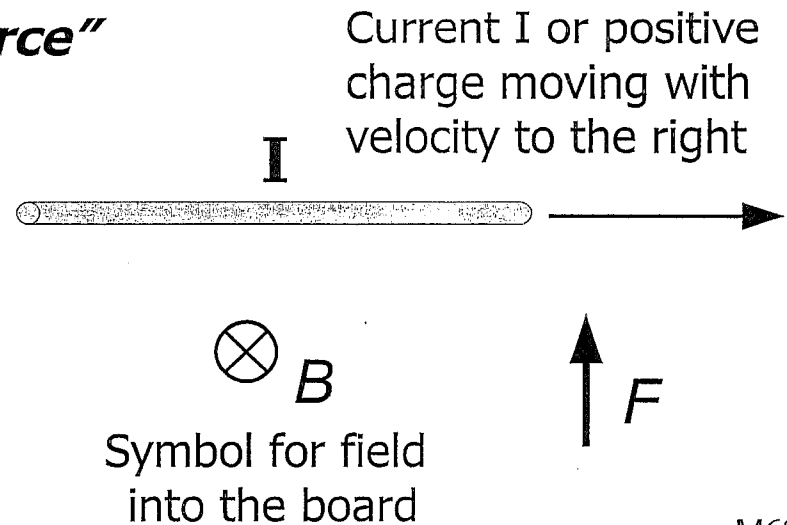 rce"
Current I or positive
charge moving with
velocity to the right
I
B
F
Symbol for field
into the board